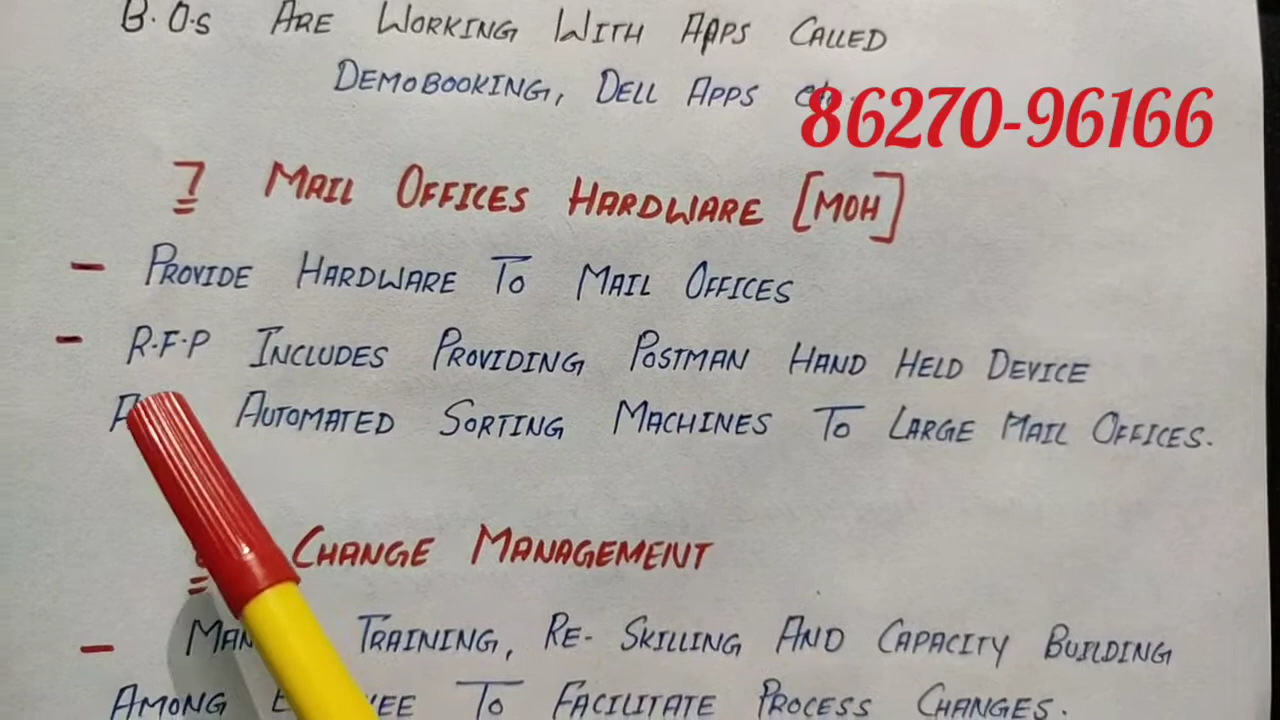 B.O.s ARE WORKING WITH APPS CALLED
DEMOBOOKING, DELL APPS etc.
86270-96166
7 MAIL OFFICES HARDWARE [MOH]
- PROVIDE HARDWARE TO MAIL OFFICES
- R.F.P INCLUDES PROVIDING POSTMAN HAND HELD DEVICE
AUTOMATED SORTING MACHINES TO LARGE MAIL OFFICES.
CHANGE MANAGEMENT
- TRAINING, RE-SKILLING AND CAPACITY BUILDING
AMONG TO FACILITATE PROCESS CHANGES.